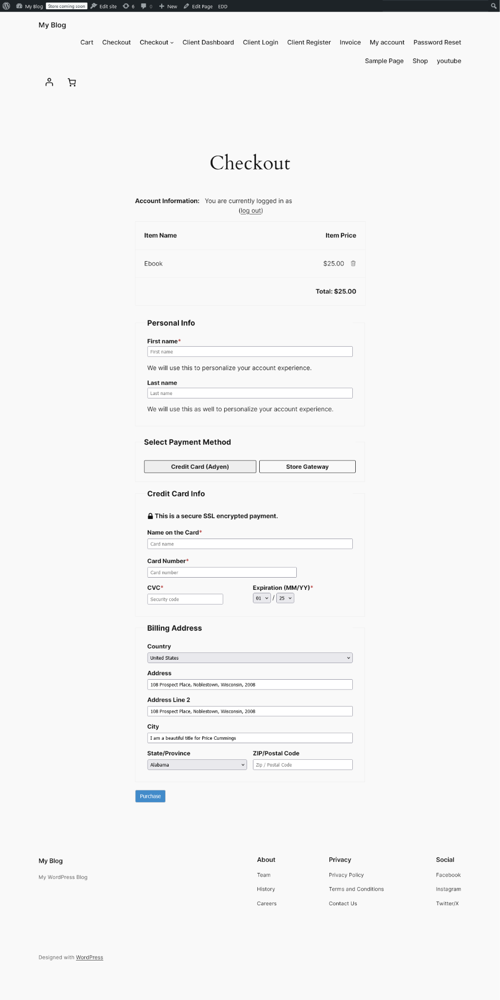 My Blog Store coming soon Edit site 6 0 New Edit Page EDD
My Blog
Cart Checkout Checkout Client Dashboard Client Login Client Register Invoice My account Password Reset
Sample Page Shop youtube
Checkout
Account Information: You are currently logged in as
(log out)
Item Name Item Price
Ebook $25.00
Total: $25.00
Personal Info
First name*
First name
We will use this to personalize your account experience.
Last name
Last name
We will use this as well to personalize your account experience.
Select Payment Method
Credit Card (Adyen) Store Gateway
Credit Card Info
This is a secure SSL encrypted payment.
Name on the Card*
Card name
Card Number*
Card number
CVC* Expiration (MM/YY)*
Security code 01 / 25
Billing Address
Country
United States
Address
108 Prospect Place, Noblestown, Wisconsin, 2008
Address Line 2
108 Prospect Place, Noblestown, Wisconsin, 2008
City
I am a beautiful title for Price Cummings
State/Province ZIP/Postal Code
Alabama Zip / Postal Code
Purchase
My Blog About Privacy Social
My WordPress Blog Team Privacy Policy Facebook
History Terms and Conditions Instagram
Careers Contact Us Twitter/X
Designed with WordPress